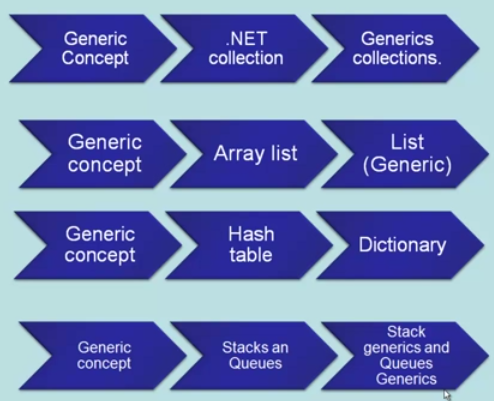 Generic
Concept
.NET
collection
Generics
collections.
Generic
concept
Array list
List
(Generic)
Generic
concept
Hash
table
Dictionary
Generic
concept
Stacks an
Queues
Stack
generics and
Queues
Generics